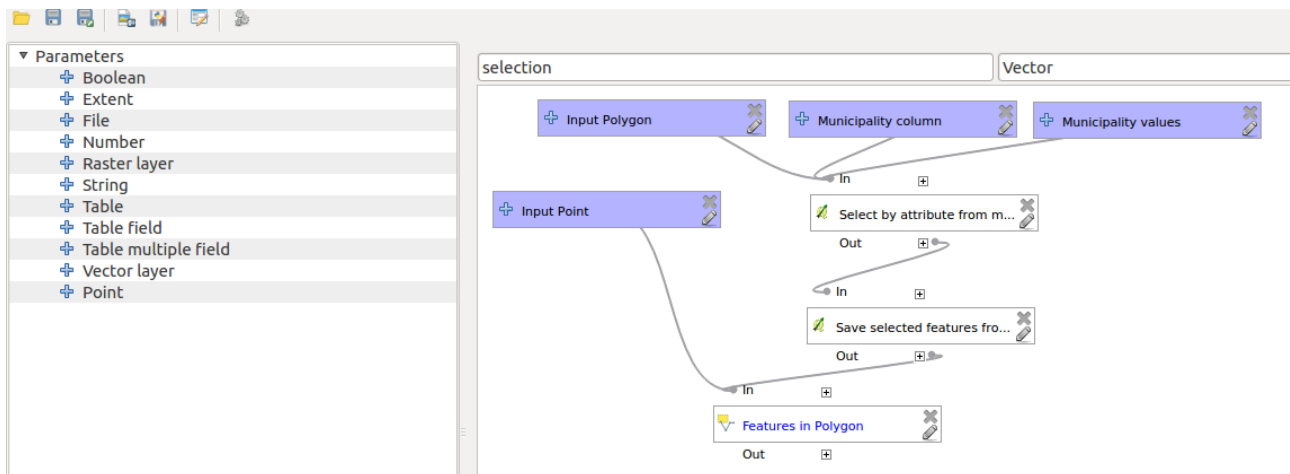 Parameters
Boolean
Extent
File
Number
Raster layer
String
Table
Table field
Table multiple field
Vector layer
Point
selection
Vector
Input Polygon
Municipality column
Municipality values
In
Input Point
Select by attribute from m...
Out
In
Save selected features fro...
Out
In
Features in Polygon
Out